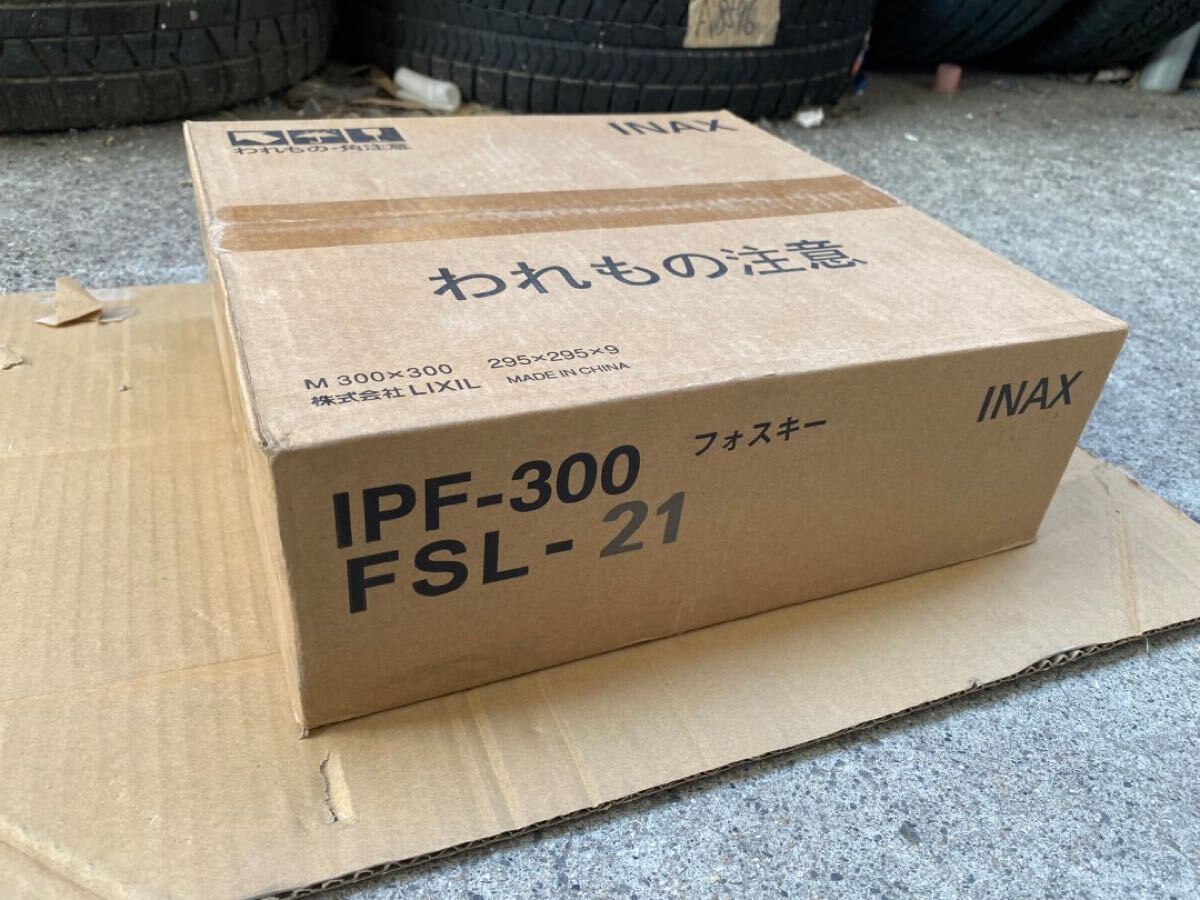 われもの・角注意
INAX
われもの注意
M 300×300 295×295×9
株式会社 LIXIL MADE IN CHINA
IPF-300 フォスキー INAX
FSL-21